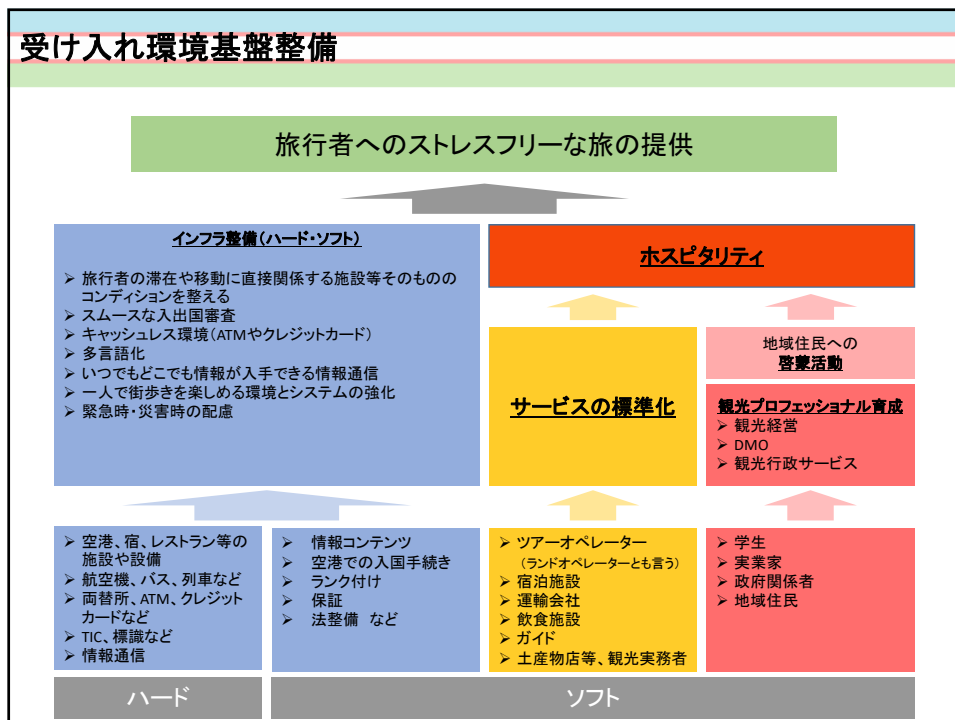 受け入れ環境基盤整備
旅行者へのストレスフリーな旅の提供
インフラ整備（ハード・ソフト）
➢ 旅行者の滞在や移動に直接関係する施設等そのものの
コンディションを整える
➢ スムースな入出国審査
➢ キャッシュレス環境（ATMやクレジットカード）
➢ 多言語化
➢ いつでもどこでも情報が入手できる情報通信
➢ 一人で街歩きを楽しめる環境とシステムの強化
➢ 緊急時・災害時の配慮
ホスピタリティ
サービスの標準化
地域住民への
啓蒙活動
観光プロフェッショナル育成
➢ 観光経営
➢ DMO
➢ 観光行政サービス
➢ 空港、宿、レストラン等の
施設や設備
➢ 航空機、バス、列車など
➢ 両替所、ATM、クレジット
カードなど
➢ TIC、標識など
➢ 情報通信
➢ 情報コンテンツ
➢ 空港での入国手続き
➢ ランク付け
➢ 保証
➢ 法整備 など
➢ ツアーオペレーター
（ランドオペレーターとも言う）
➢ 宿泊施設
➢ 運輸会社
➢ 飲食施設
➢ ガイド
➢ 土産物店等、観光実務者
➢ 学生
➢ 実業家
➢ 政府関係者
➢ 地域住民
ハード
ソフト